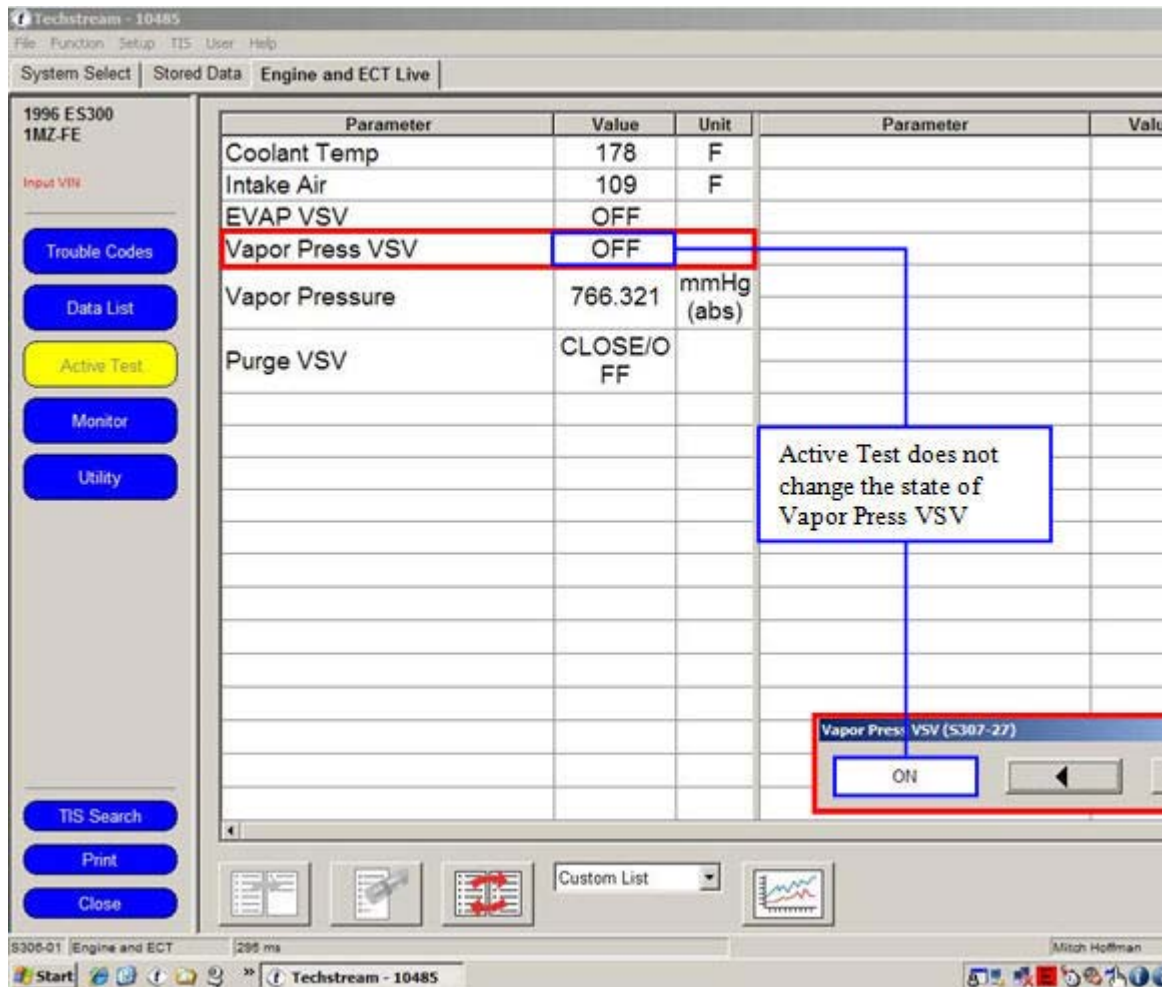 Techstream - 10485
File Function Setup TIS User Help
System Select Stored Data Engine and ECT Live
1996 ES300
1MZ-FE
Input VIN
Trouble Codes
Data List
Active Test
Monitor
Utility
TIS Search
Print
Close
Parameter Value Unit Parameter Valu
Coolant Temp 178 F
Intake Air 109 F
EVAP VSV OFF
Vapor Press VSV OFF
Vapor Pressure 766.321 mmHg
(abs)
Purge VSV CLOSE/O
FF
Active Test does not
change the state of
Vapor Press VSV
Vapor Press VSV (S307-27)
ON
Custom List
S306-01 Engine and ECT 295 ms Mitch Hoffman
Start Techstream - 10485